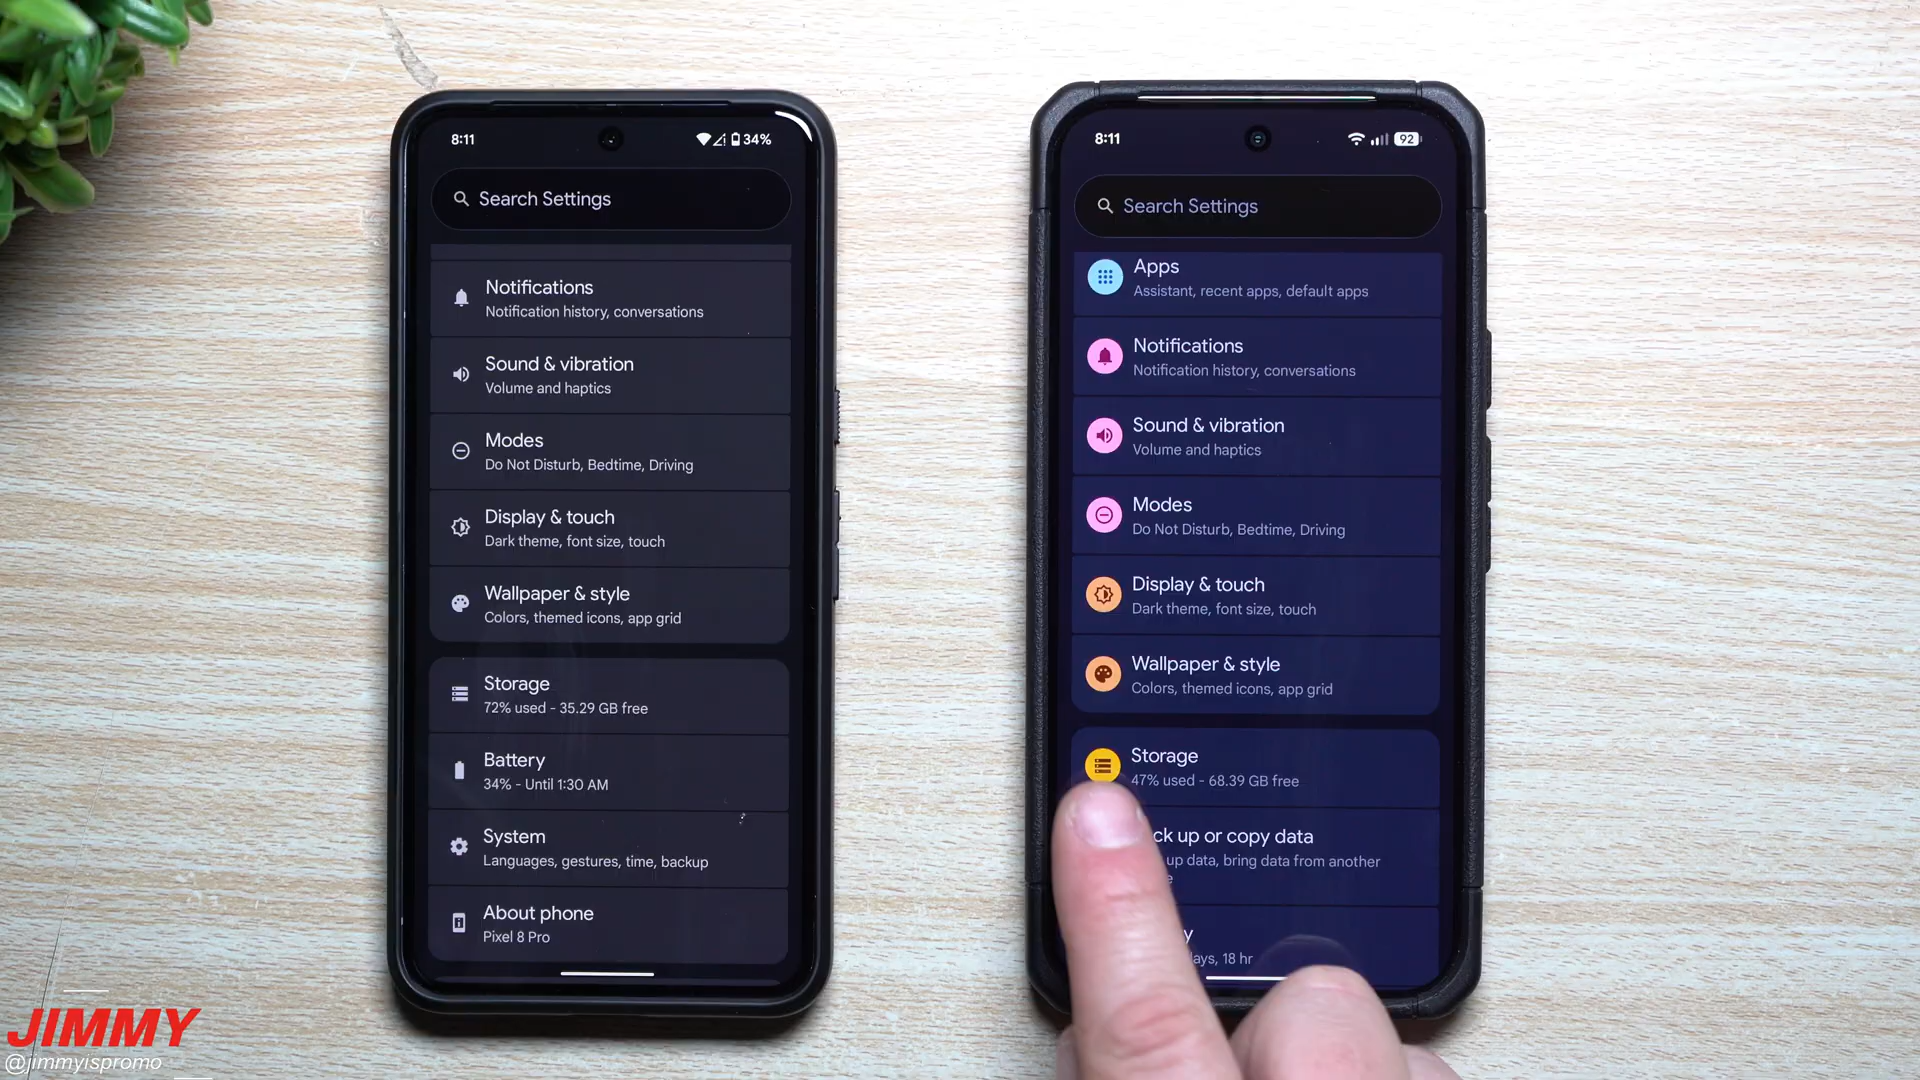 8:11
34%
Search Settings
Notifications
Notification history, conversations
Sound & vibration
Volume and haptics
Modes
Do Not Disturb, Bedtime, Driving
Display & touch
Dark theme, font size, touch
Wallpaper & style
Colors, themed icons, app grid
Storage
72% used - 35.29 GB free
Battery
34% - Until 1:30 AM
System
Languages, gestures, time, backup
About phone
Pixel 8 Pro
8:11
92
Search Settings
Apps
Assistant, recent apps, default apps
Notifications
Notification history, conversations
Sound & vibration
Volume and haptics
Modes
Do Not Disturb, Bedtime, Driving
Display & touch
Dark theme, font size, touch
Wallpaper & style
Colors, themed icons, app grid
Storage
47% used - 68.39 GB free
up or copy data
up data, bring data from another
18 hr
JIMMY
@jimmyispromo